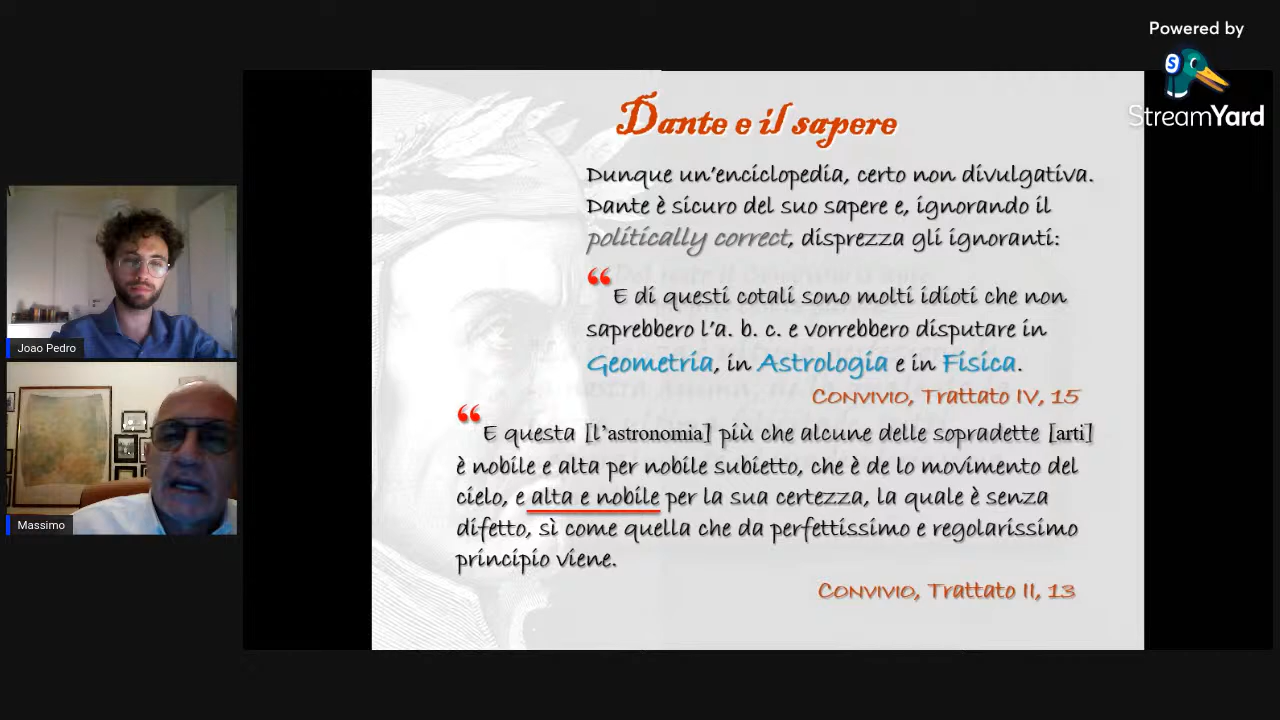 Powered by
StreamYard
Dante e il sapere
Dunque un'enciclopedia, certo non divulgativa.
Dante è sicuro del suo sapere e, ignorando il
politically correct, disprezza gli ignoranti:
“E di questi cotali sono molti idioti che non
saprebbero l'a. b. c. e vorrebbero disputare in
Geometria, in Astrologia e in Fisica.
CONVIVIO, Trattato IV, 15
“E questa [l’astronomia] più che alcune delle sopradette [arti]
è nobile e alta per nobile subietto, che è de lo movimento del
cielo, e alta e nobile per la sua certezza, la quale è senza
difetto, sì come quella che da perfettissimo e regolarissimo
principio viene.
CONVIVIO, Trattato II, 13
Joao Pedro
Massimo